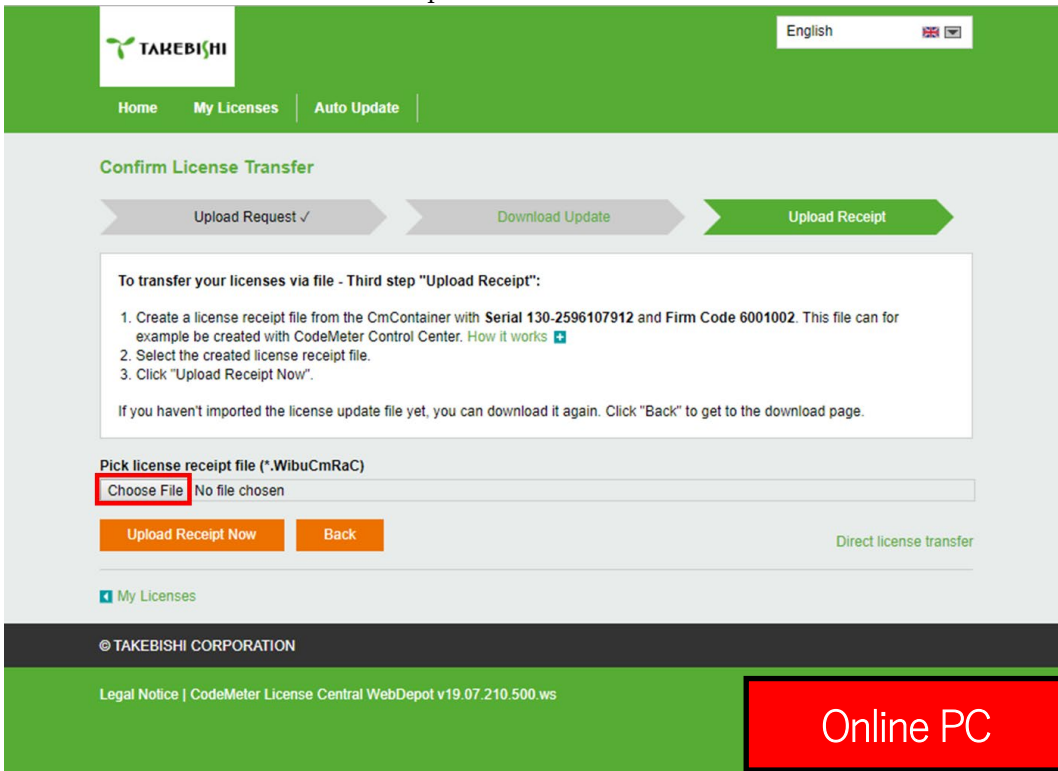 TAKEBISHI
English
Home My Licenses Auto Update
Confirm License Transfer
Upload Request ✓ Download Update Upload Receipt
To transfer your licenses via file - Third step "Upload Receipt":
1. Create a license receipt file from the CmContainer with Serial 130-2596107912 and Firm Code 6001002. This file can for
example be created with CodeMeter Control Center. How it works
2. Select the created license receipt file.
3. Click "Upload Receipt Now".
If you haven't imported the license update file yet, you can download it again. Click "Back" to get to the download page.
Pick license receipt file (*.WibuCmRaC)
Choose File No file chosen
Upload Receipt Now Back
Direct license transfer
My Licenses
© TAKEBISHI CORPORATION
Legal Notice | CodeMeter License Central WebDepot v19.07.210.500.ws
Online PC